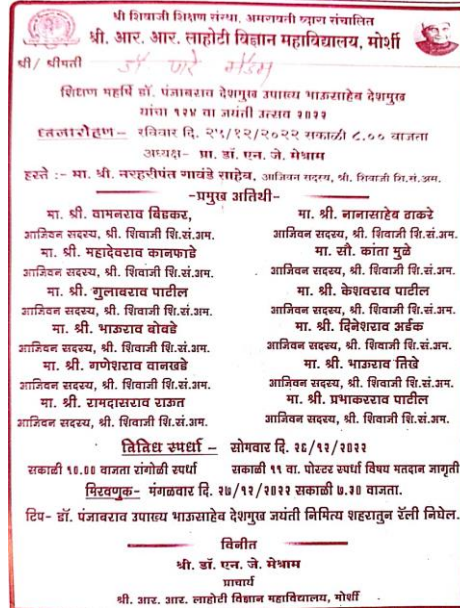 श्री शिवाजी शिक्षण संस्था, अमरावती व्दारा संचालित
श्री. आर. आर. लाहोटी विज्ञान महाविद्यालय, मोर्शी
श्री/ श्रीमती डॉ मॅडम
शिक्षण महर्षि डॉ. पंजाबराव देशमुख उपाख्य भाऊसाहेब देशमुख
यांचा १२४ वा जयंती उत्सव २०२२
ध्वजारोहण – रविवार दि. २५/१२/२०२२ सकाळी ८.०० वाजता
अध्यक्ष- प्रा. डॉ. एन. जे. मेश्राम
हस्ते :- मा. श्री. नरहरीपंत गावंडे साहेब, आजिवन सदस्य, श्री. शिवाजी शि.सं.अम.
-प्रमुख अतिथी-
मा. श्री. वामनराव बिडकर,
आजिवन सदस्य, श्री. शिवाजी शि.सं.अम.
मा. श्री. महादेवराव कानफाडे
आजिवन सदस्य, श्री. शिवाजी शि.सं.अम.
मा. श्री. गुलाबराव पाटील
आजिवन सदस्य, श्री. शिवाजी शि.सं.अम.
मा. श्री. भाऊराव बोवडे
आजिवन सदस्य, श्री. शिवाजी शि.सं.अम.
मा. श्री. गणेशराव वानखडे
आजिवन सदस्य, श्री. शिवाजी शि.सं.अम.
मा. श्री. रामदासराव राऊत
आजिवन सदस्य, श्री. शिवाजी शि.सं.अम.
मा. श्री. नानासाहेब ठाकरे
आजिवन सदस्य, श्री. शिवाजी शि.सं.अम.
मा. सौ. कांता मुळे
आजिवन सदस्य, श्री. शिवाजी शि.सं.अम.
मा. श्री. केशवराव पाटील
आजिवन सदस्य, श्री. शिवाजी शि.सं.अम.
मा. श्री. दिनेशराव अर्डक
आजिवन सदस्य, श्री. शिवाजी शि.सं.अम.
मा. श्री. भाऊराव तिखे
आजिवन सदस्य, श्री. शिवाजी शि.सं.अम.
मा. श्री. प्रभाकरराव पाटील
आजिवन सदस्य, श्री. शिवाजी शि.सं.अम.
विविध स्पर्धा – सोमवार दि. २६/१२/२०२२
सकाळी १०.०० वाजता रांगोळी स्पर्धा सकाळी ११ वा. पोस्टर स्पर्धा विषय मतदान जागृती
मिरवणुक- मंगळवार दि. २७/१२/२०२२ सकाळी ७.३० वाजता.
टिप- डॉ. पंजाबराव उपाख्य भाऊसाहेब देशमुख जयंती निमित्य शहरातुन रॅली निघेल.
विनीत
श्री. डॉ. एन. जे. मेश्राम
प्राचार्य
श्री. आर. आर. लाहोटी विज्ञान महाविद्यालय, मोर्शी